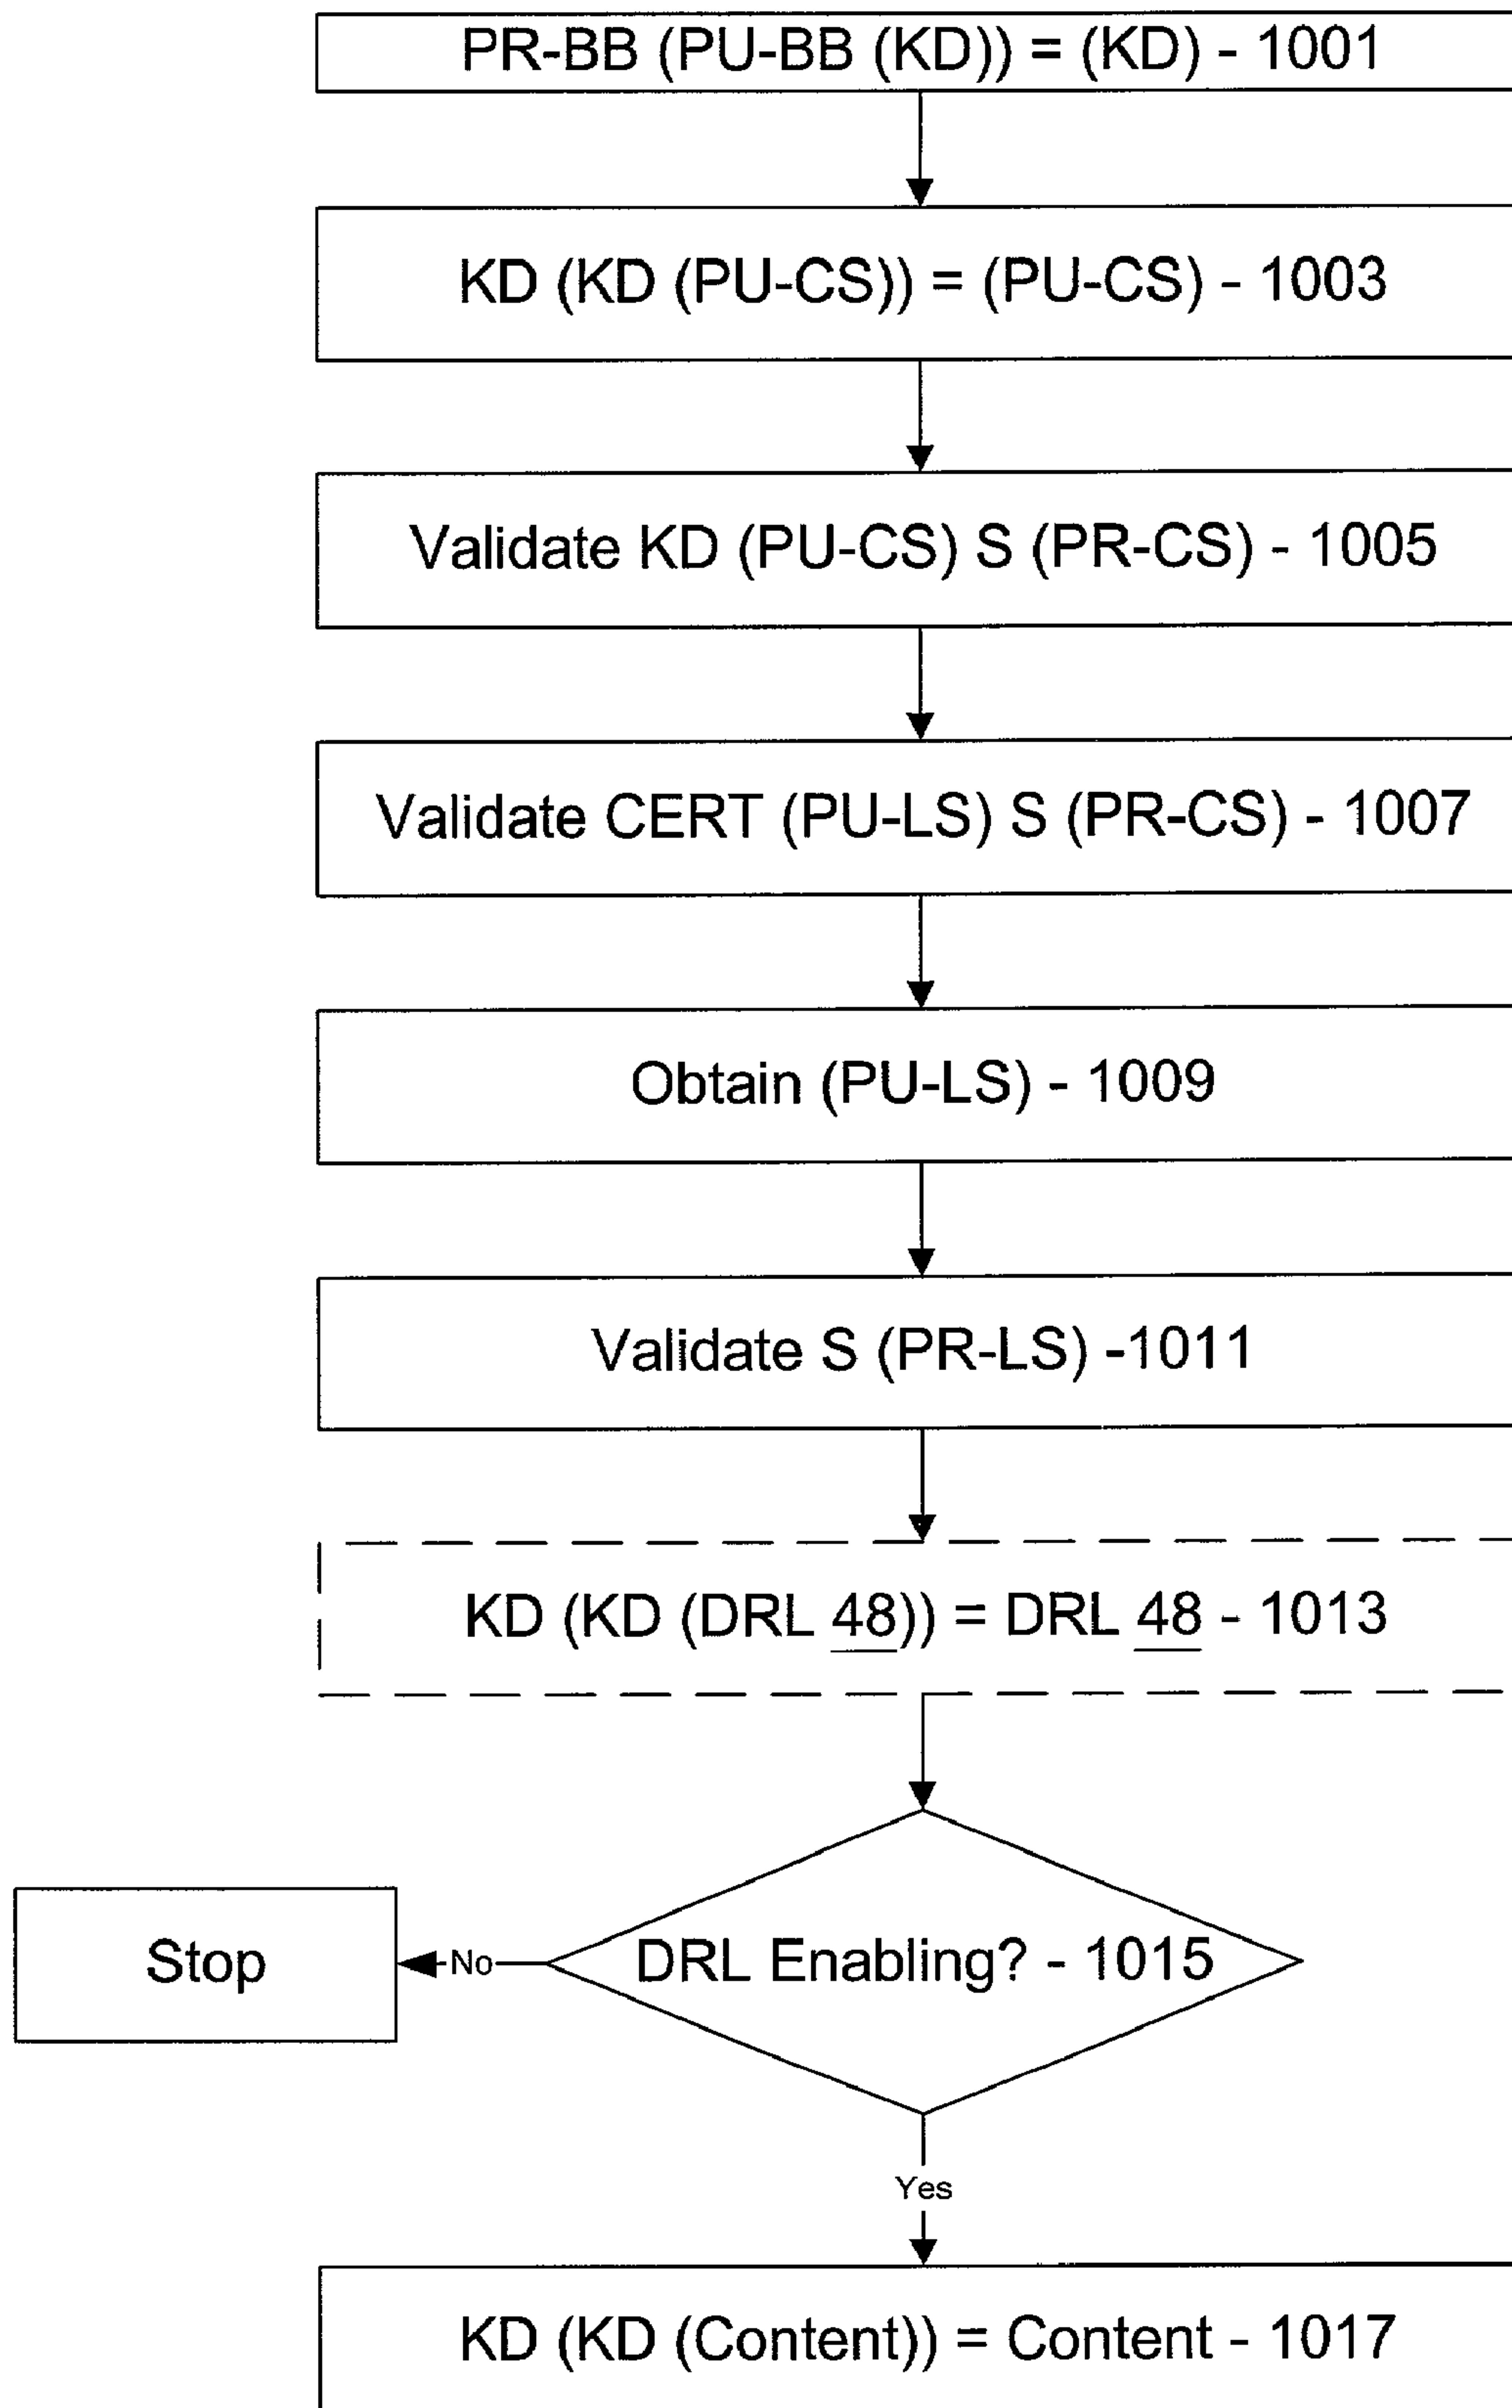 PR-BB (PU-BB (KD)) = (KD) - 1001
KD (KD (PU-CS)) = (PU-CS) - 1003
Validate KD (PU-CS) S (PR-CS) - 1005
Validate CERT (PU-LS) S (PR-CS) - 1007
Obtain (PU-LS) - 1009
Validate S (PR-LS) -1011
KD (KD (DRL 48)) = DRL 48 - 1013
DRL Enabling? - 1015
No
Stop
Yes
KD (KD (Content)) = Content - 1017